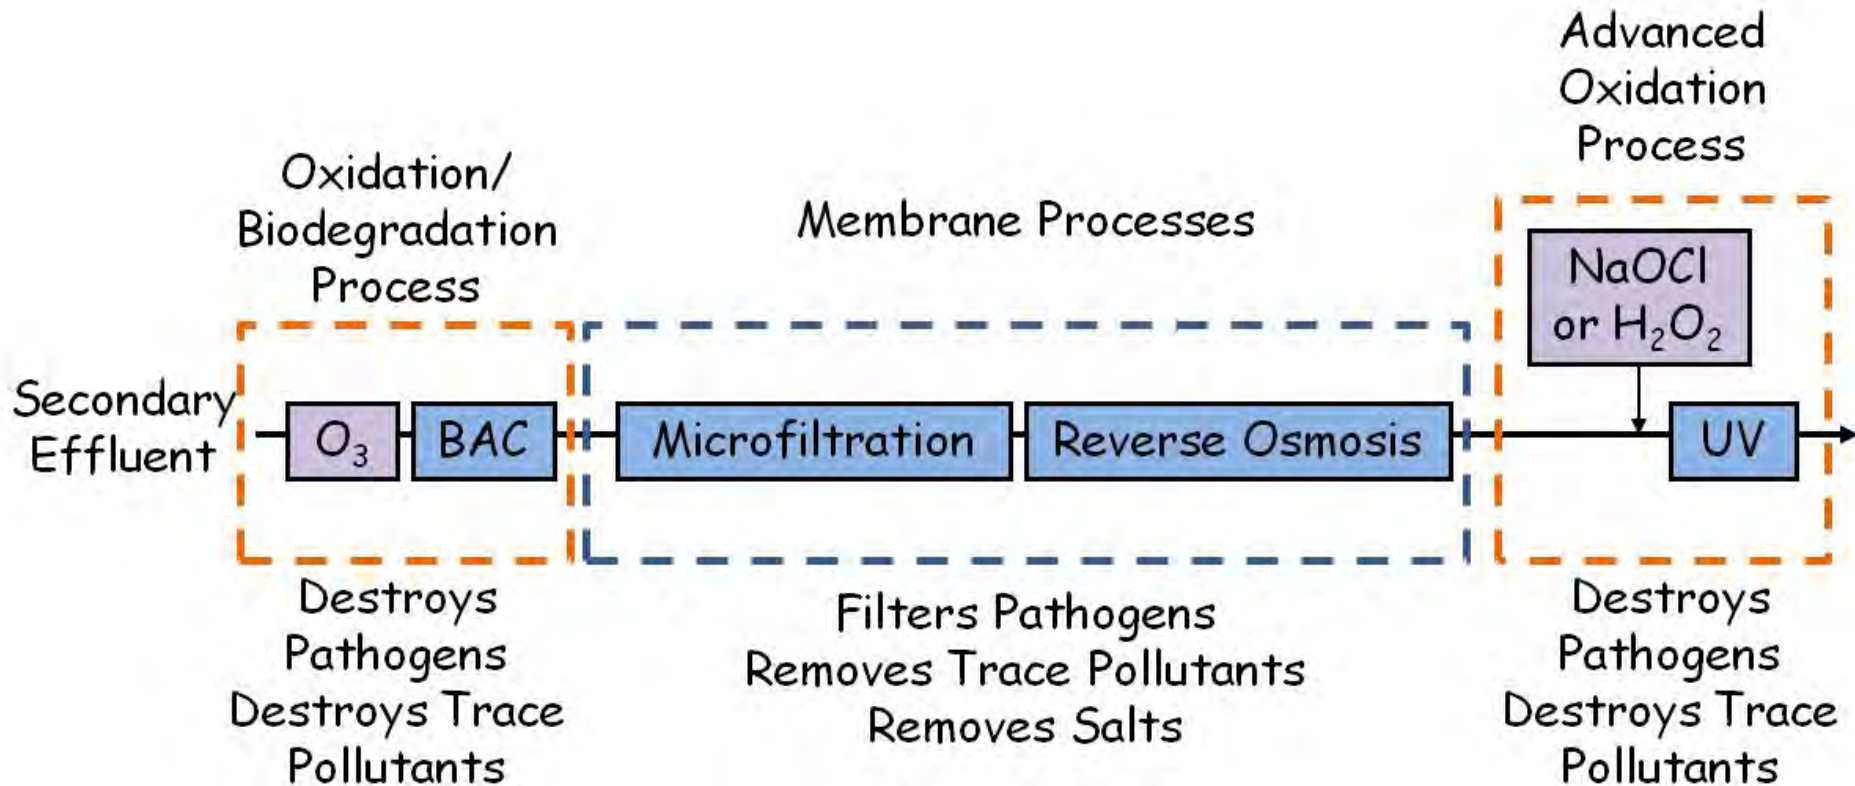 Oxidation/
Biodegradation
Process
Membrane Processes
Advanced
Oxidation
Process
Secondary
Effluent
O₃
BAC
Microfiltration
Reverse Osmosis
NaOCl
or H₂O₂
UV
Destroys
Pathogens
Destroys Trace
Pollutants
Filters Pathogens
Removes Trace Pollutants
Removes Salts
Destroys
Pathogens
Destroys Trace
Pollutants